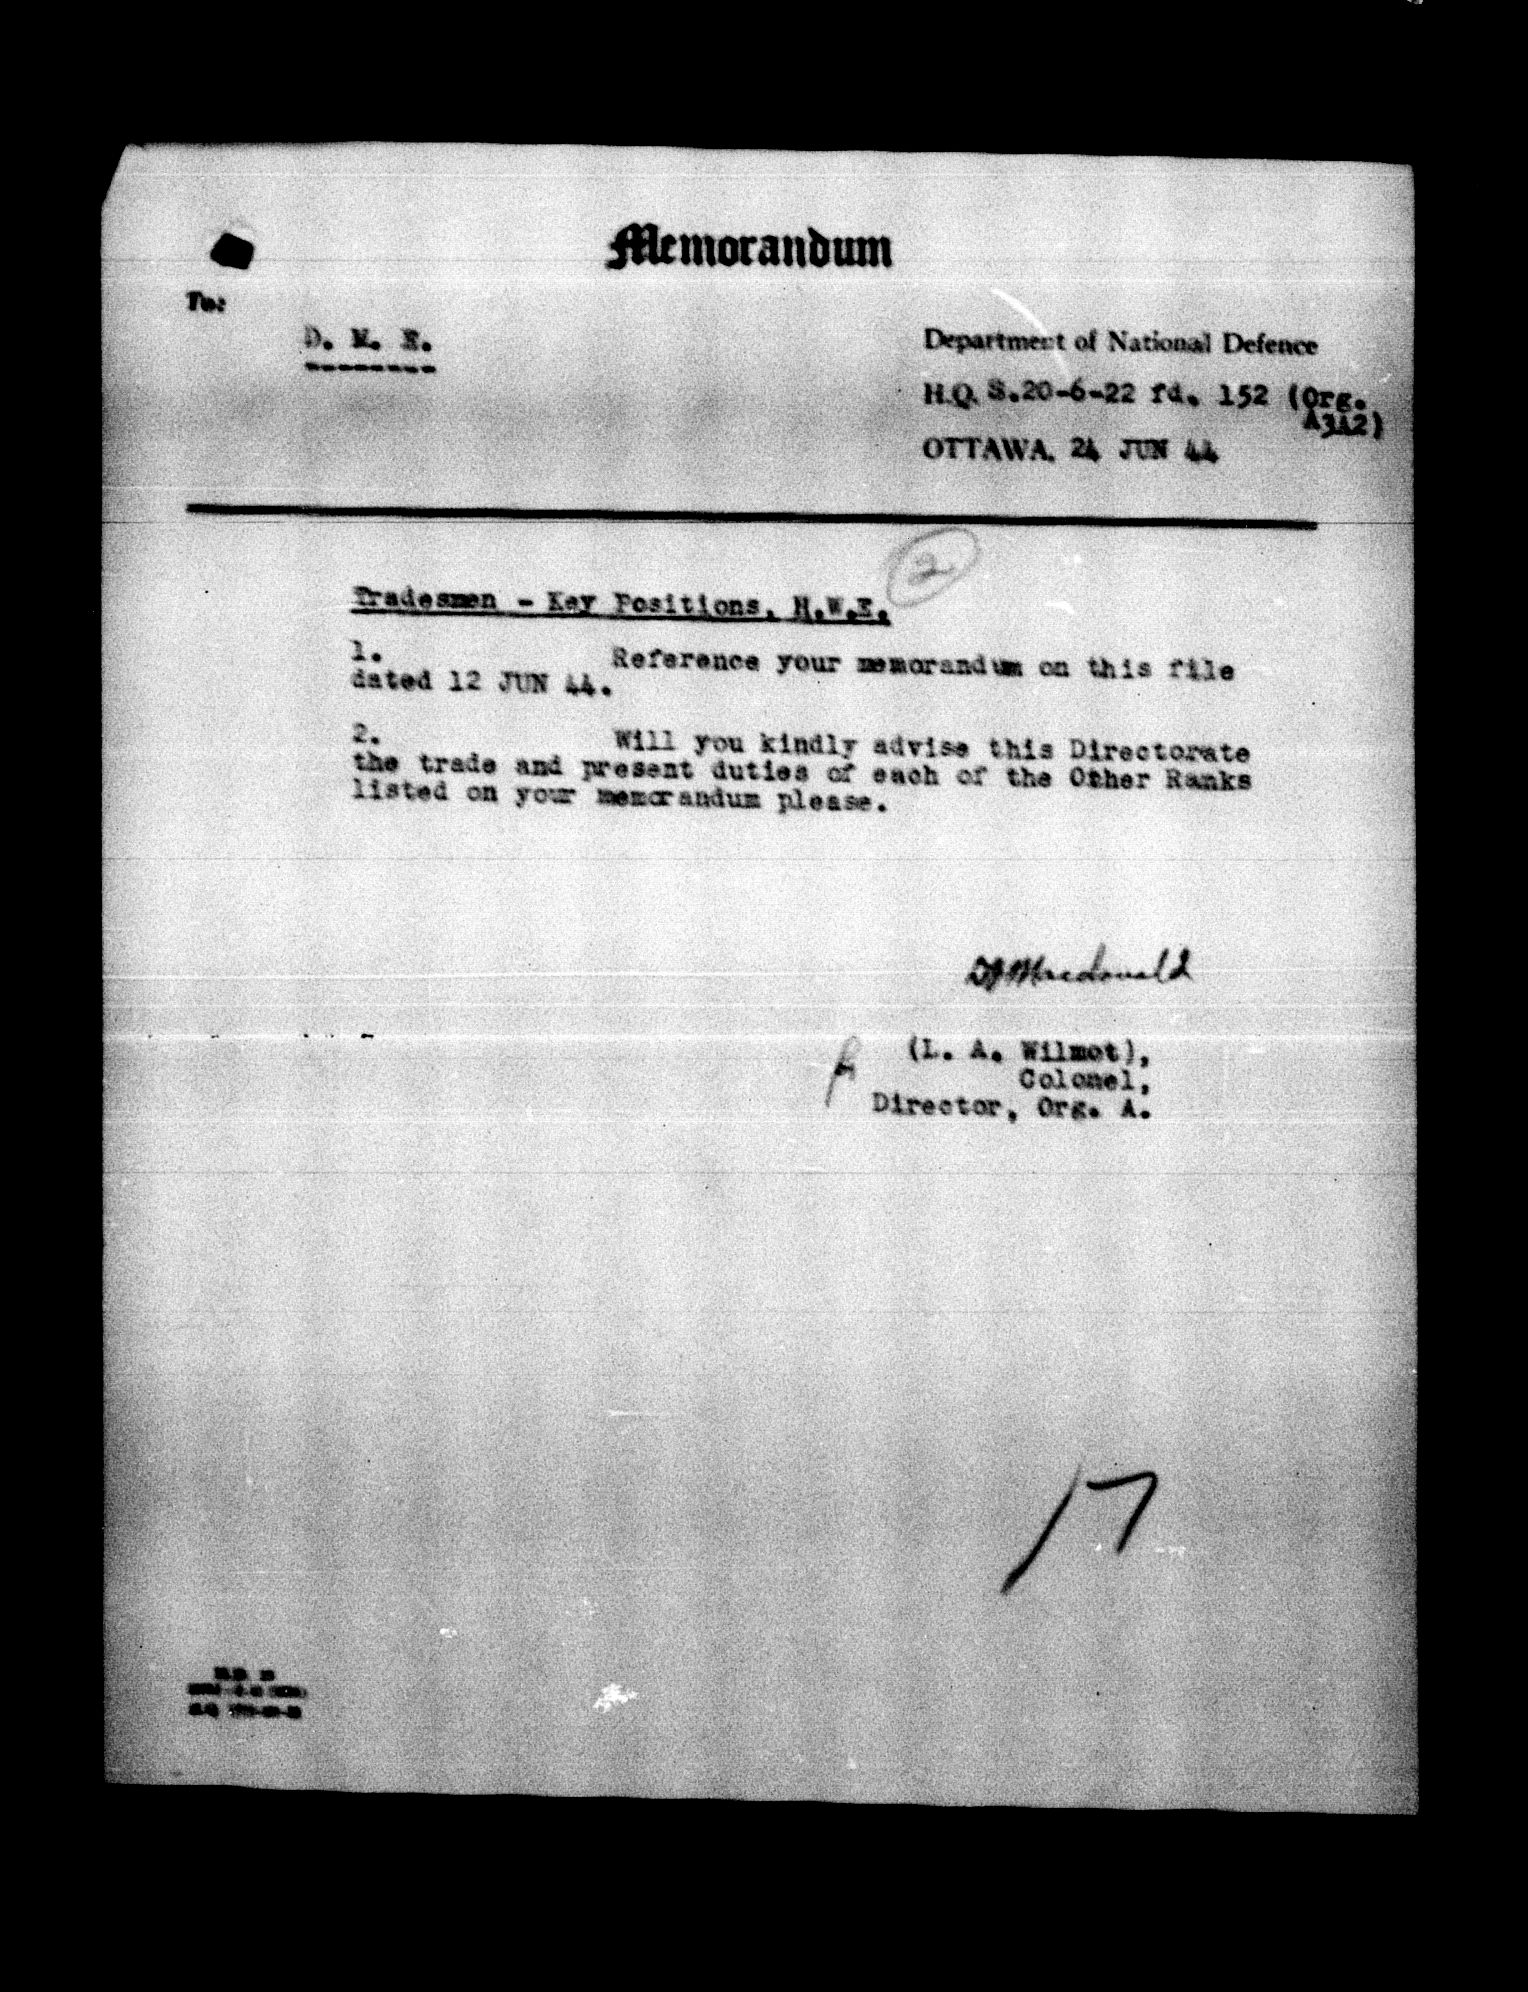 Memorandum
To:
D. M. E.
Department of National Defence
H.Q. S.20-6-22 fd. 152 (Org.
A3A2)
OTTAWA, 24 JUN 44
2
Tradesmen - Key Positions, H.W.E.
1. Reference your memorandum on this file
dated 12 JUN 44.
2. Will you kindly advise this Directorate
the trade and present duties of each of the Other Ranks
listed on your memorandum please.
DJ Macdonald
for (L. A. Wilmot),
Colonel,
Director, Org. A.
17